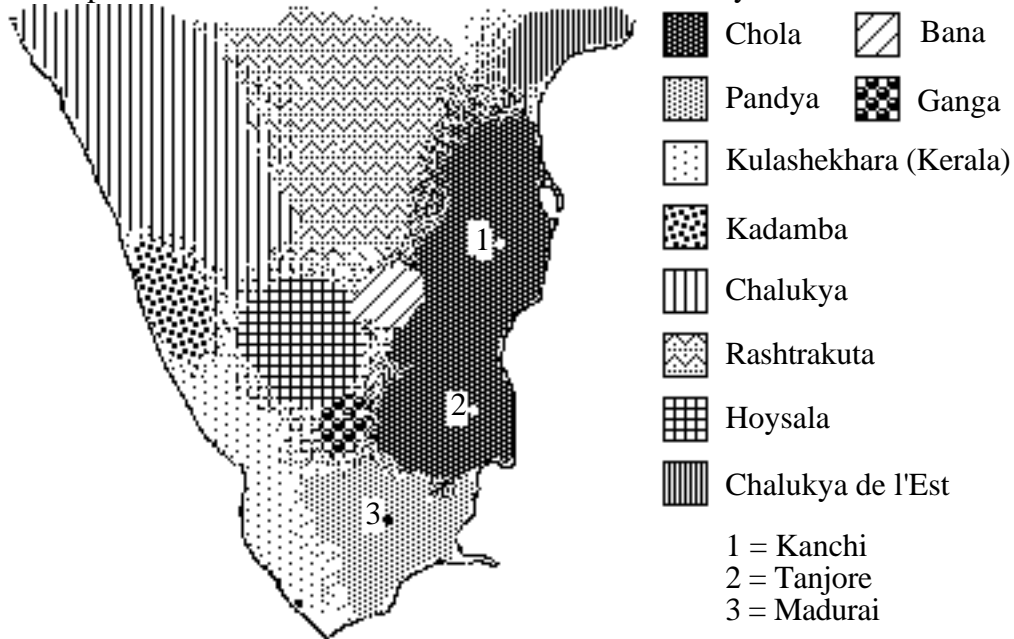 Chola
Bana
Pandya
Ganga
Kulashekhara (Kerala)
Kadamba
Chalukya
Rashtrakuta
Hoysala
Chalukya de l'Est
1 = Kanchi
2 = Tanjore
3 = Madurai
1
2
3